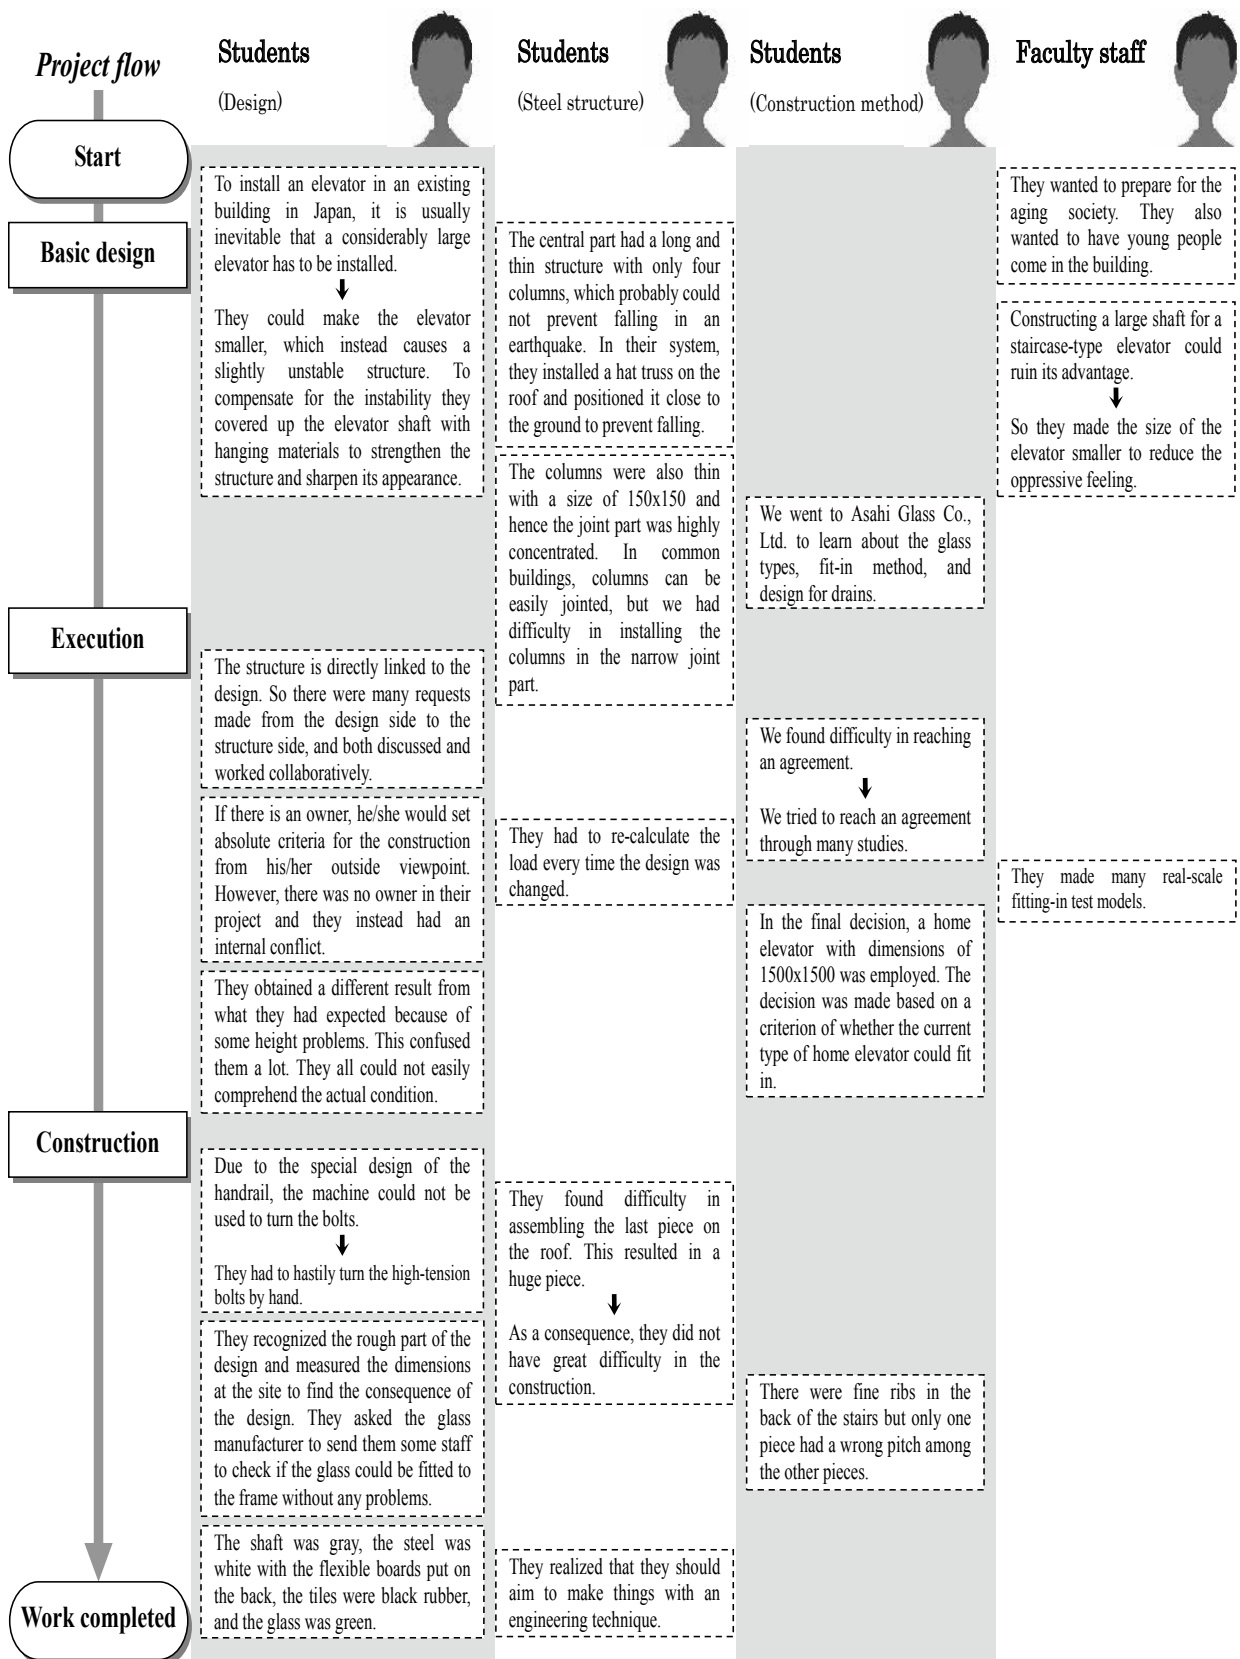 Project flow
Start
Basic design
Execution
Construction
Work completed
Students
(Design)
To install an elevator in an existing
building in Japan, it is usually
inevitable that a considerably large
elevator has to be installed.
They could make the elevator
smaller, which instead causes a
slightly unstable structure. To
compensate for the instability they
covered up the elevator shaft with
hanging materials to strengthen the
structure and sharpen its appearance.
The structure is directly linked to the
design. So there were many requests
made from the design side to the
structure side, and both discussed and
worked collaboratively.
If there is an owner, he/she would set
absolute criteria for the construction
from his/her outside viewpoint.
However, there was no owner in their
project and they instead had an
internal conflict.
They obtained a different result from
what they had expected because of
some height problems. This confused
them a lot. They all could not easily
comprehend the actual condition.
Due to the special design of the
handrail, the machine could not be
used to turn the bolts.
They had to hastily turn the high-tension
bolts by hand.
They recognized the rough part of the
design and measured the dimensions
at the site to find the consequence of
the design. They asked the glass
manufacturer to send them some staff
to check if the glass could be fitted to
the frame without any problems.
The shaft was gray, the steel was
white with the flexible boards put on
the back, the tiles were black rubber,
and the glass was green.
Students
(Steel structure)
The central part had a long and
thin structure with only four
columns, which probably could
not prevent falling in an
earthquake. In their system,
they installed a hat truss on the
roof and positioned it close to
the ground to prevent falling.
The columns were also thin
with a size of 150x150 and
hence the joint part was highly
concentrated. In common
buildings, columns can be
easily jointed, but we had
difficulty in installing the
columns in the narrow joint
part.
They had to re-calculate the
load every time the design was
changed.
They found difficulty in
assembling the last piece on
the roof. This resulted in a
huge piece.
As a consequence, they did not
have great difficulty in the
construction.
They realized that they should
aim to make things with an
engineering technique.
Students
(Construction method)
We went to Asahi Glass Co.,
Ltd. to learn about the glass
types, fit-in method, and
design for drains.
We found difficulty in reaching
an agreement.
We tried to reach an agreement
through many studies.
In the final decision, a home
elevator with dimensions of
1500x1500 was employed. The
decision was made based on a
criterion of whether the current
type of home elevator could fit
in.
There were fine ribs in the
back of the stairs but only one
piece had a wrong pitch among
the other pieces.
Faculty staff
They wanted to prepare for the
aging society. They also
wanted to have young people
come in the building.
Constructing a large shaft for a
staircase-type elevator could
ruin its advantage.
So they made the size of the
elevator smaller to reduce the
oppressive feeling.
They made many real-scale
fitting-in test models.